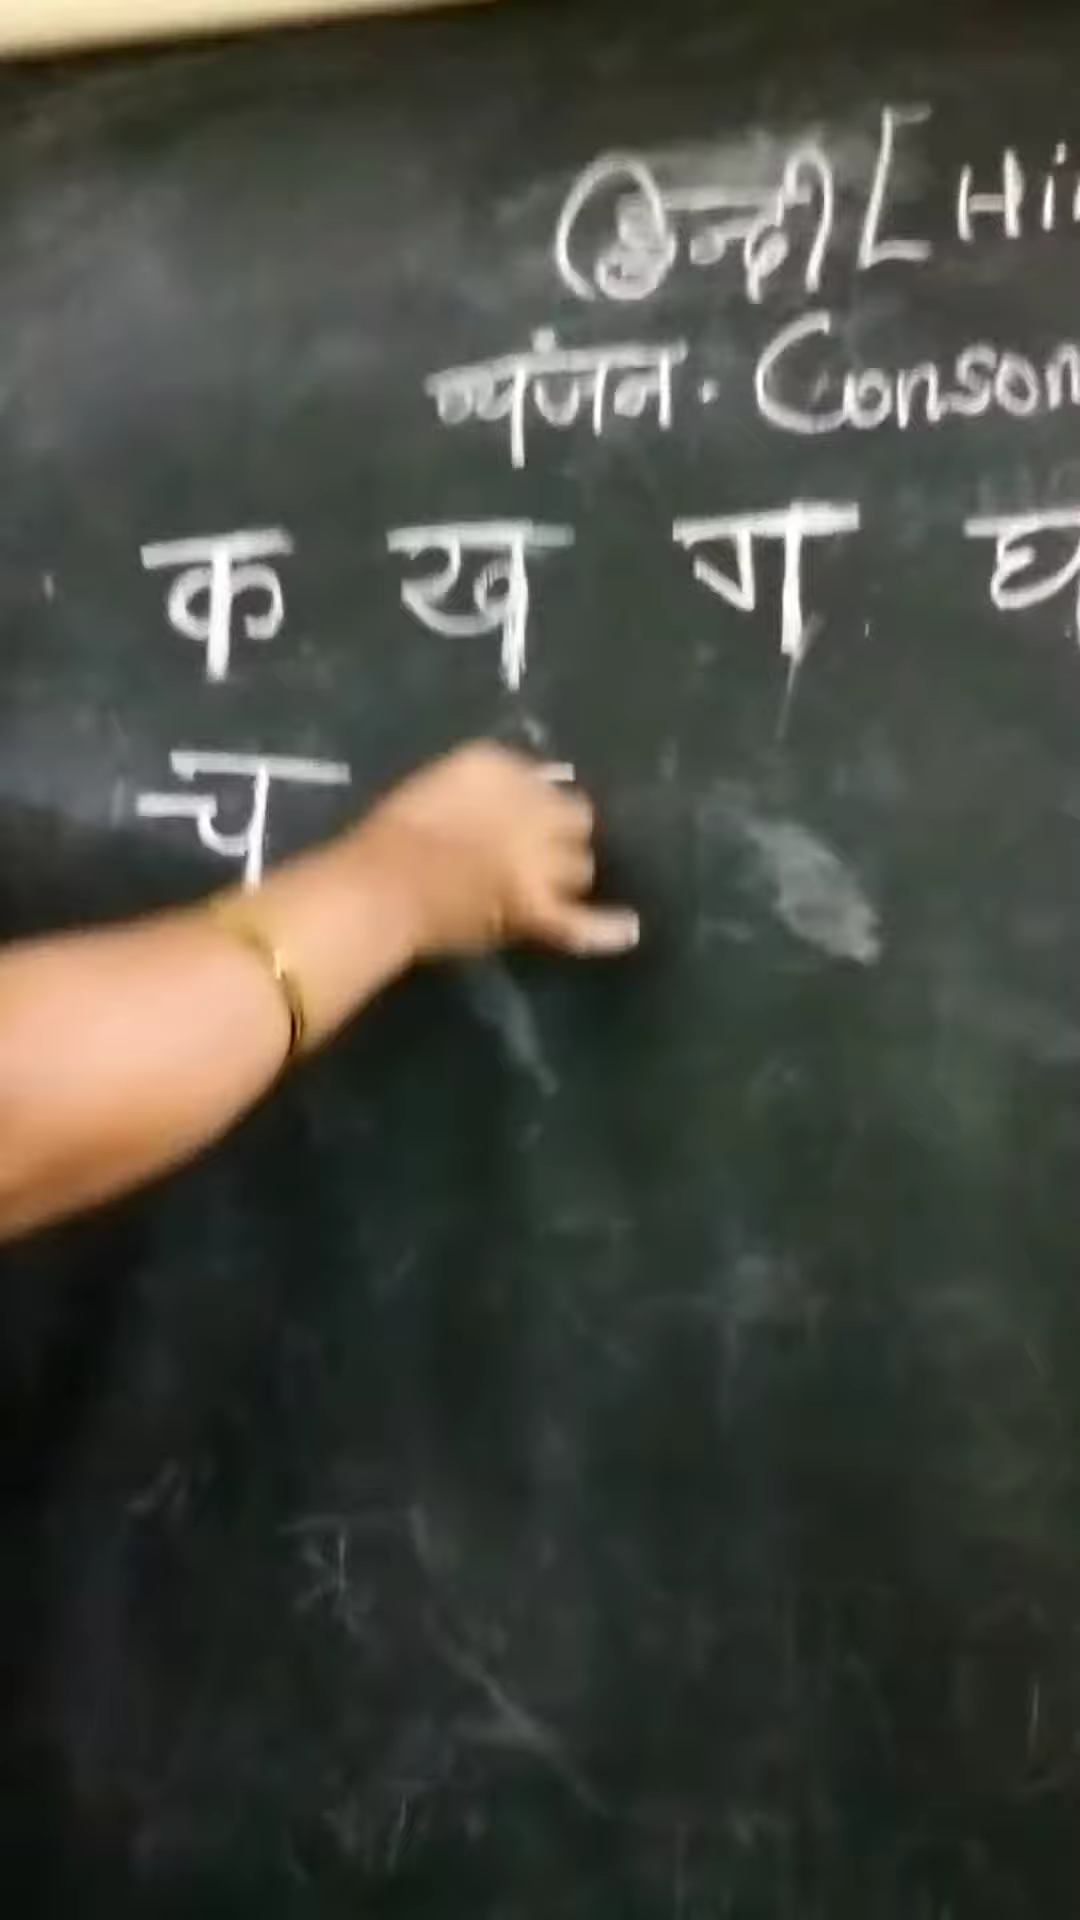 हिन्दी [ Hi
व्यंजन. Conson
क ख ग घ
च